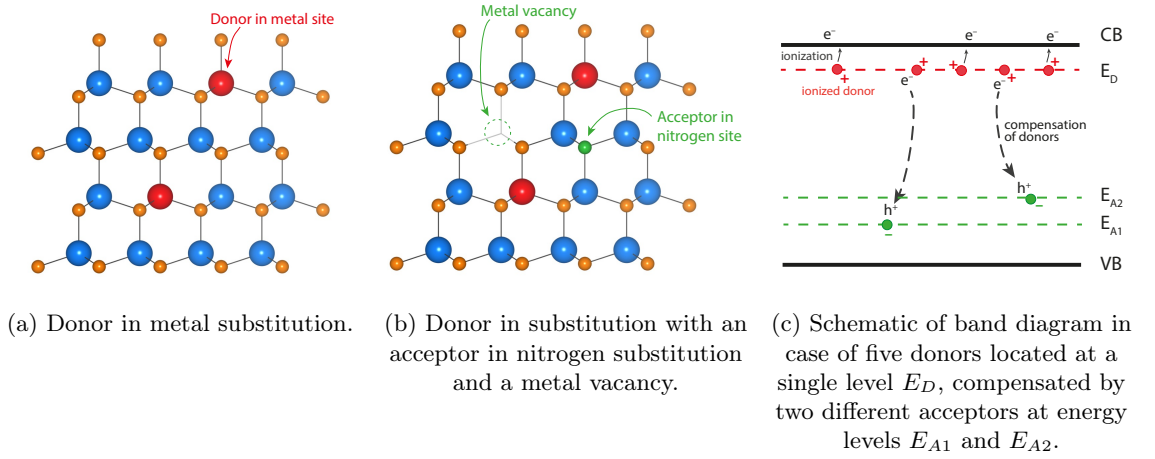 Donor in metal site
Metal vacancy
Acceptor in
nitrogen site
e⁻
e⁻
e⁻
CB
ionization
E_D
+
+
+
+
+
ionized donor
e⁻
e⁻
compensation
of donors
h⁺
E_A2
–
h⁺
E_A1
–
VB
(a) Donor in metal substitution.
(b) Donor in substitution with an
acceptor in nitrogen substitution
and a metal vacancy.
(c) Schematic of band diagram in
case of five donors located at a
single level E_D, compensated by
two different acceptors at energy
levels E_A1 and E_A2.